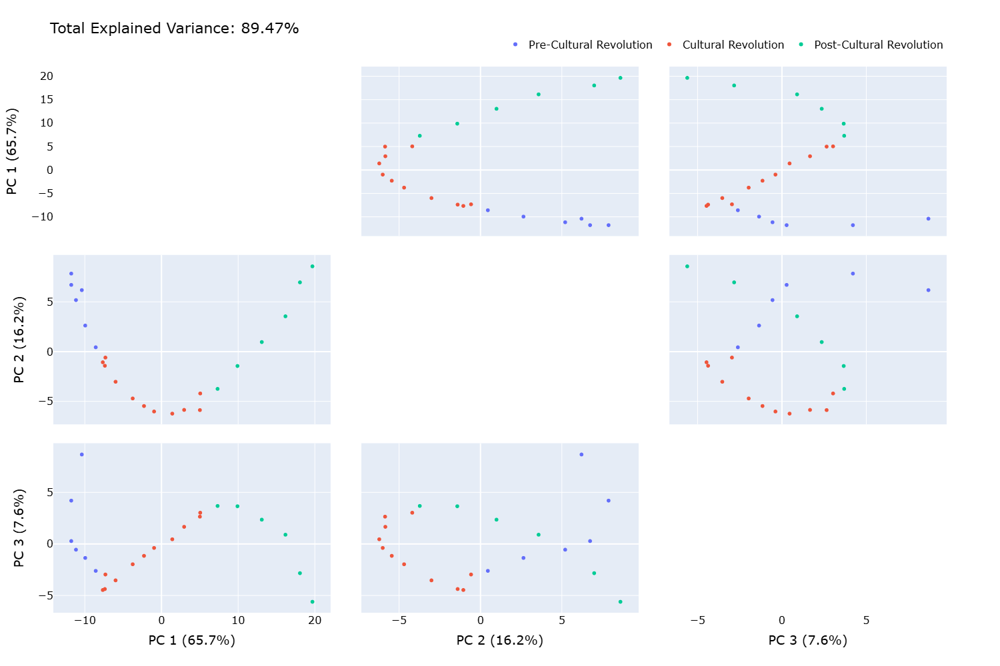 Total Explained Variance: 89.47%
Pre-Cultural Revolution
Cultural Revolution
Post-Cultural Revolution
20
15
10
5
0
−5
−10
PC 1 (65.7%)
5
0
−5
PC 2 (16.2%)
5
0
−5
PC 3 (7.6%)
−10
0
10
20
−5
0
5
−5
0
5
PC 1 (65.7%)
PC 2 (16.2%)
PC 3 (7.6%)